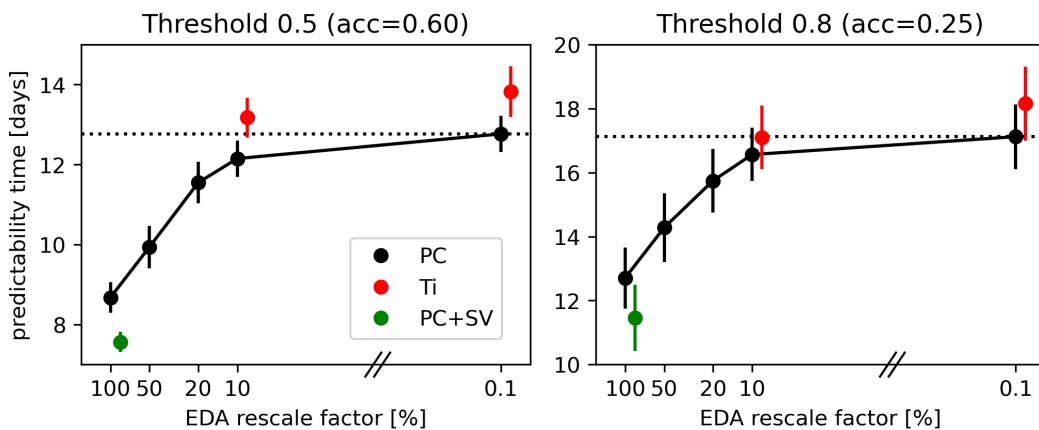 Threshold 0.5 (acc=0.60)
predictability time [days]
14
12
10
8
PC
Ti
PC+SV
100 50 20 10 0.1
EDA rescale factor [%]
Threshold 0.8 (acc=0.25)
20
18
16
14
12
10
100 50 20 10 0.1
EDA rescale factor [%]